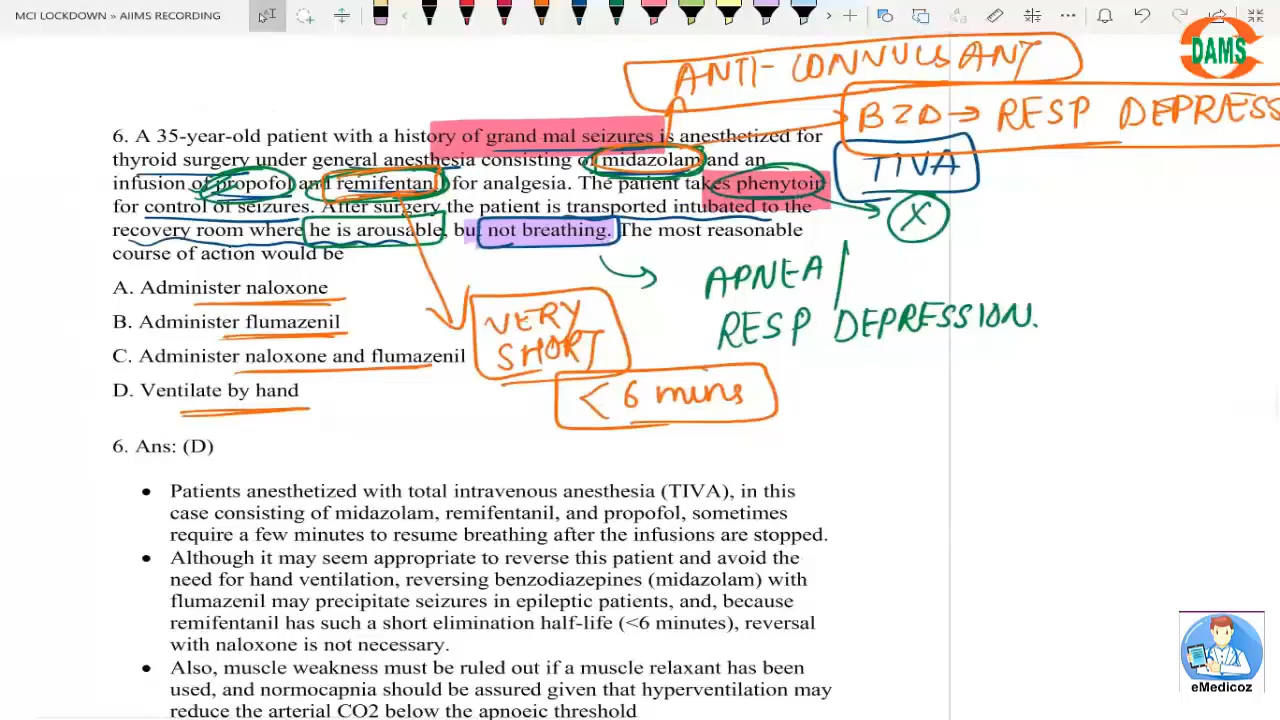 MCI LOCKDOWN » AIIMS RECORDING
DAMS
ANTI-CONVULSANT
BZD → RESP DEPRESS
TIVA
6. A 35-year-old patient with a history of grand mal seizures is anesthetized for
thyroid surgery under general anesthesia consisting of midazolam and an
infusion of propofol and remifentanil for analgesia. The patient takes phenytoin
for control of seizures. After surgery the patient is transported intubated to the
recovery room where he is arousable, but not breathing. The most reasonable
course of action would be
X
APNEA /
RESP DEPRESSION.
A. Administer naloxone
B. Administer flumazenil
C. Administer naloxone and flumazenil
D. Ventilate by hand
VERY
SHORT
< 6 mins
6. Ans: (D)
• Patients anesthetized with total intravenous anesthesia (TIVA), in this
case consisting of midazolam, remifentanil, and propofol, sometimes
require a few minutes to resume breathing after the infusions are stopped.
• Although it may seem appropriate to reverse this patient and avoid the
need for hand ventilation, reversing benzodiazepines (midazolam) with
flumazenil may precipitate seizures in epileptic patients, and, because
remifentanil has such a short elimination half-life (<6 minutes), reversal
with naloxone is not necessary.
• Also, muscle weakness must be ruled out if a muscle relaxant has been
used, and normocapnia should be assured given that hyperventilation may
reduce the arterial CO2 below the apnoeic threshold
eMedicoz